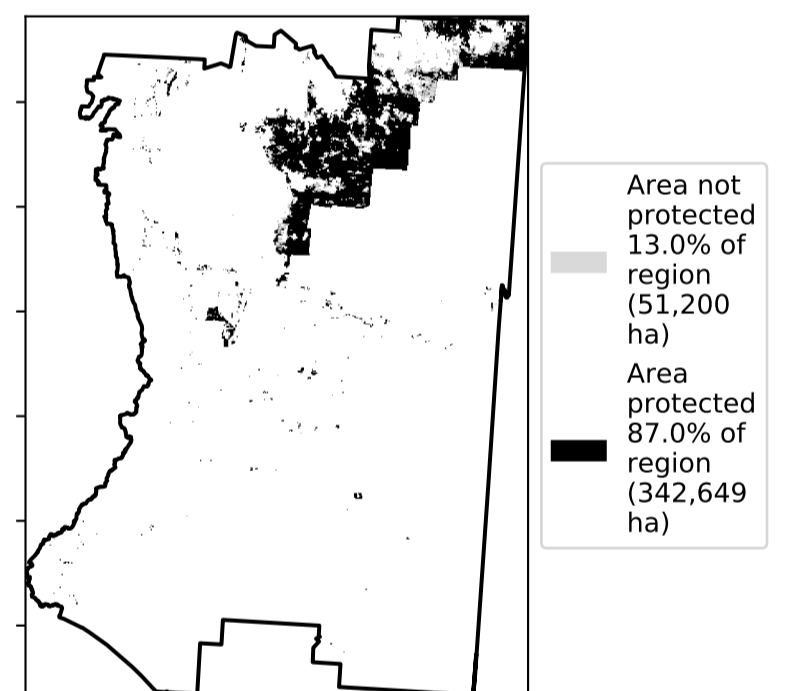 Area not
protected
13.0% of
region
(51,200
ha)
Area
protected
87.0% of
region
(342,649
ha)